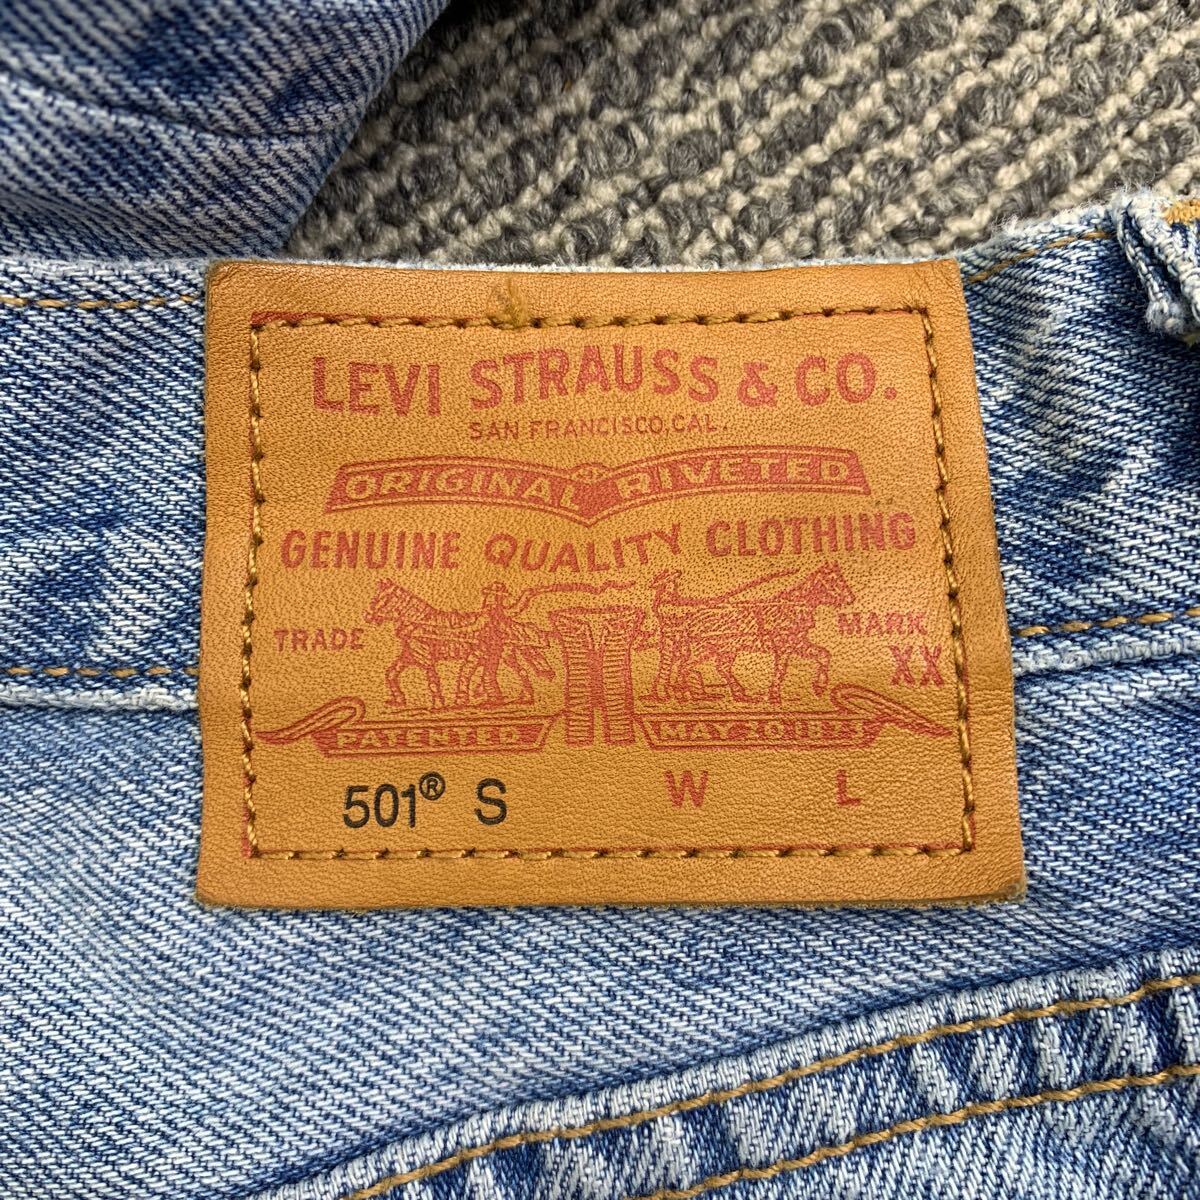 LEVI STRAUSS & CO.
SAN FRANCISCO, CAL.
ORIGINAL RIVETED
GENUINE QUALITY CLOTHING
TRADE MARK
XX
PATENTED MAY 20 1873
501® S W L